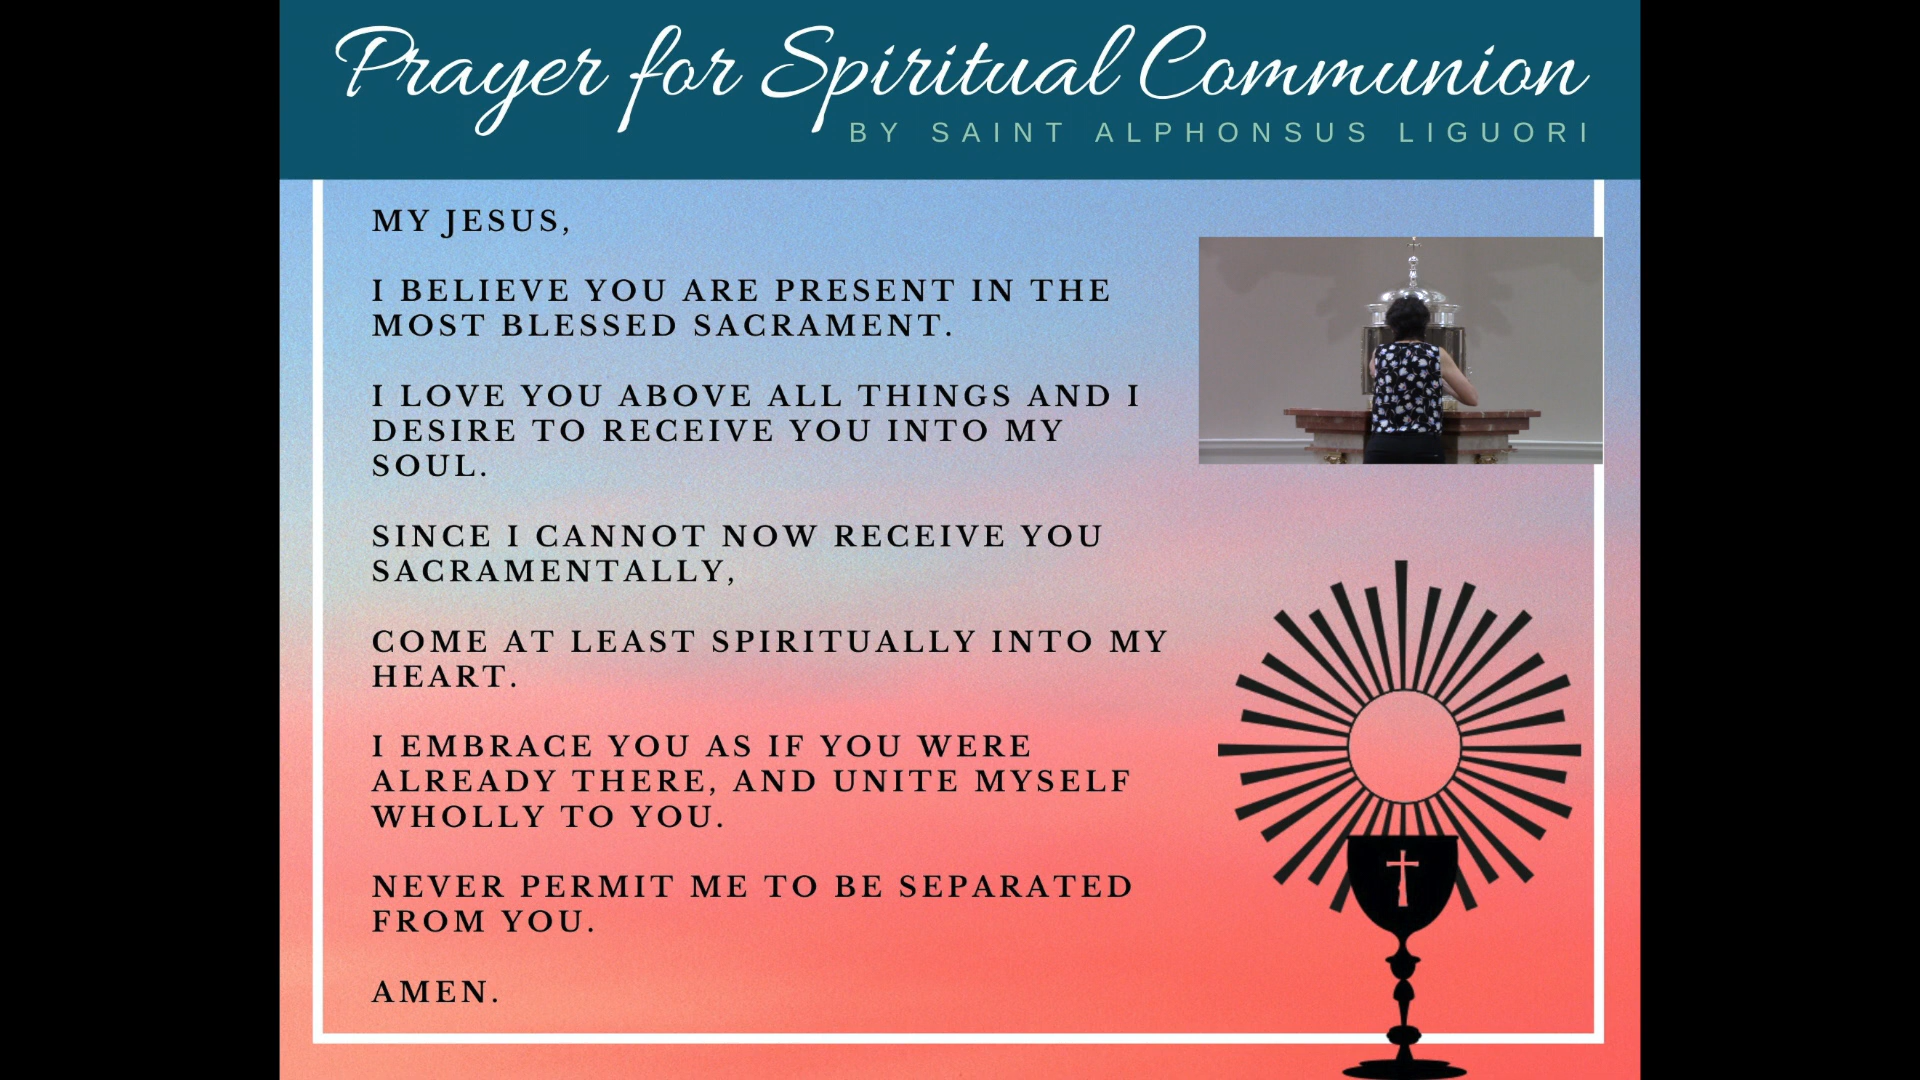 Prayer for Spiritual Communion
BY SAINT ALPHONSUS LIGUORI
MY JESUS,
I BELIEVE YOU ARE PRESENT IN THE
MOST BLESSED SACRAMENT.
I LOVE YOU ABOVE ALL THINGS AND I
DESIRE TO RECEIVE YOU INTO MY
SOUL.
SINCE I CANNOT NOW RECEIVE YOU
SACRAMENTALLY,
COME AT LEAST SPIRITUALLY INTO MY
HEART.
I EMBRACE YOU AS IF YOU WERE
ALREADY THERE, AND UNITE MYSELF
WHOLLY TO YOU.
NEVER PERMIT ME TO BE SEPARATED
FROM YOU.
AMEN.